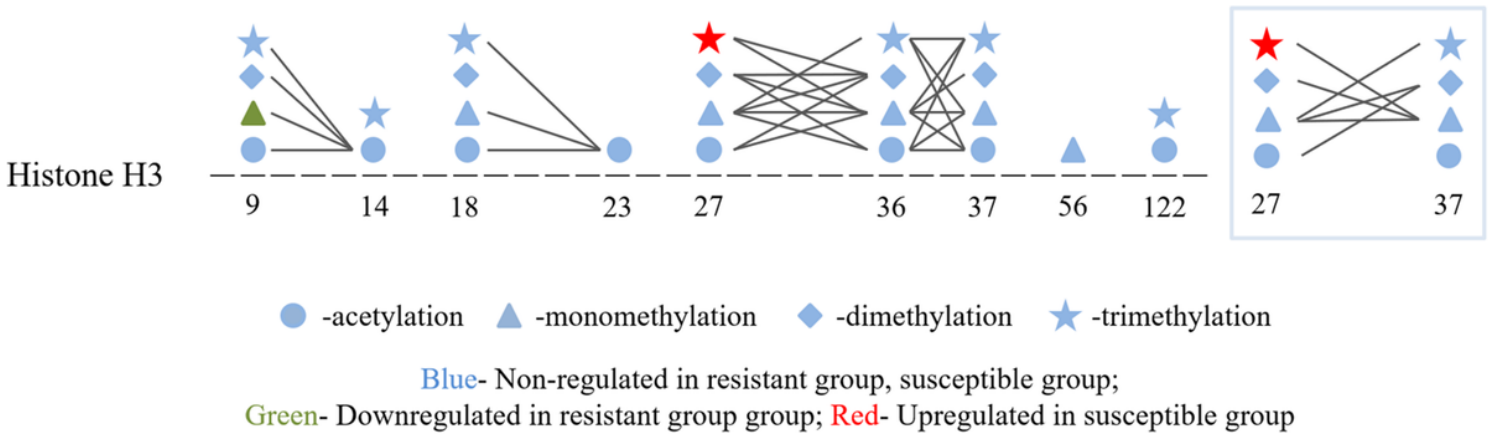 Histone H3
9 14 18 23 27 36 37 56 122 27 37
-acetylation -monomethylation -dimethylation -trimethylation
Blue- Non-regulated in resistant group, susceptible group;
Green- Downregulated in resistant group group; Red- Upregulated in susceptible group